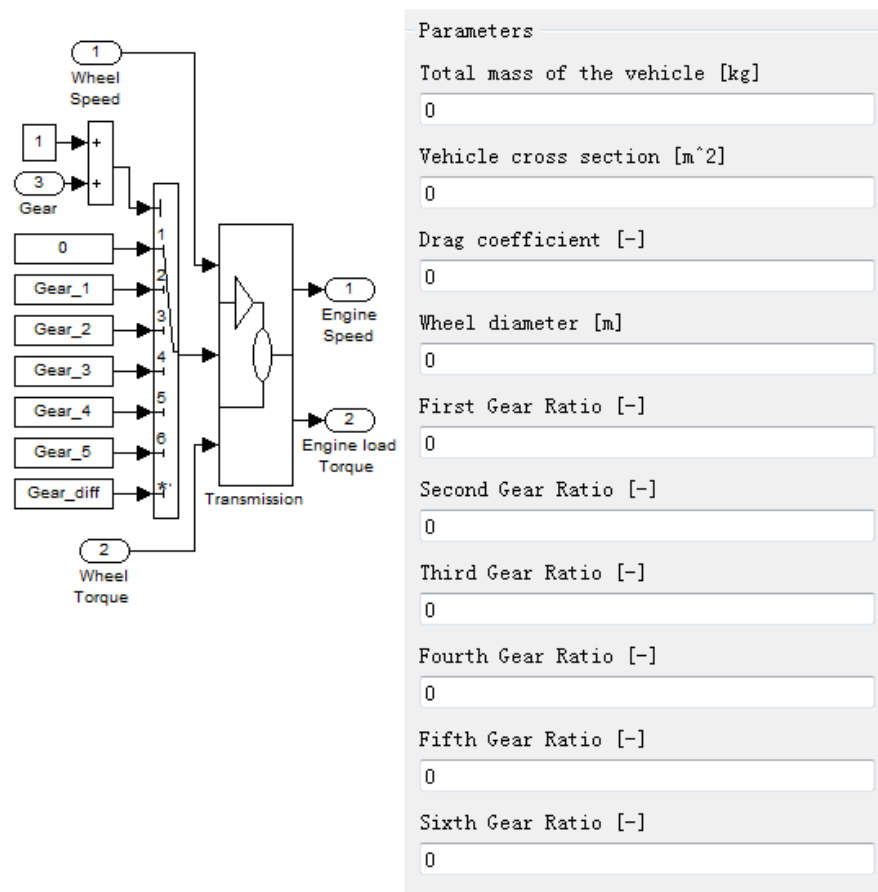 1
Wheel
Speed
1
+
3
+
Gear
0
1
Gear_1
2
Gear_2
3
Gear_3
4
Gear_4
5
Gear_5
6
Gear_diff
*,
Transmission
1
Engine
Speed
2
Engine load
Torque
2
Wheel
Torque
Parameters
Total mass of the vehicle [kg]
0
Vehicle cross section [m^2]
0
Drag coefficient [-]
0
Wheel diameter [m]
0
First Gear Ratio [-]
0
Second Gear Ratio [-]
0
Third Gear Ratio [-]
0
Fourth Gear Ratio [-]
0
Fifth Gear Ratio [-]
0
Sixth Gear Ratio [-]
0